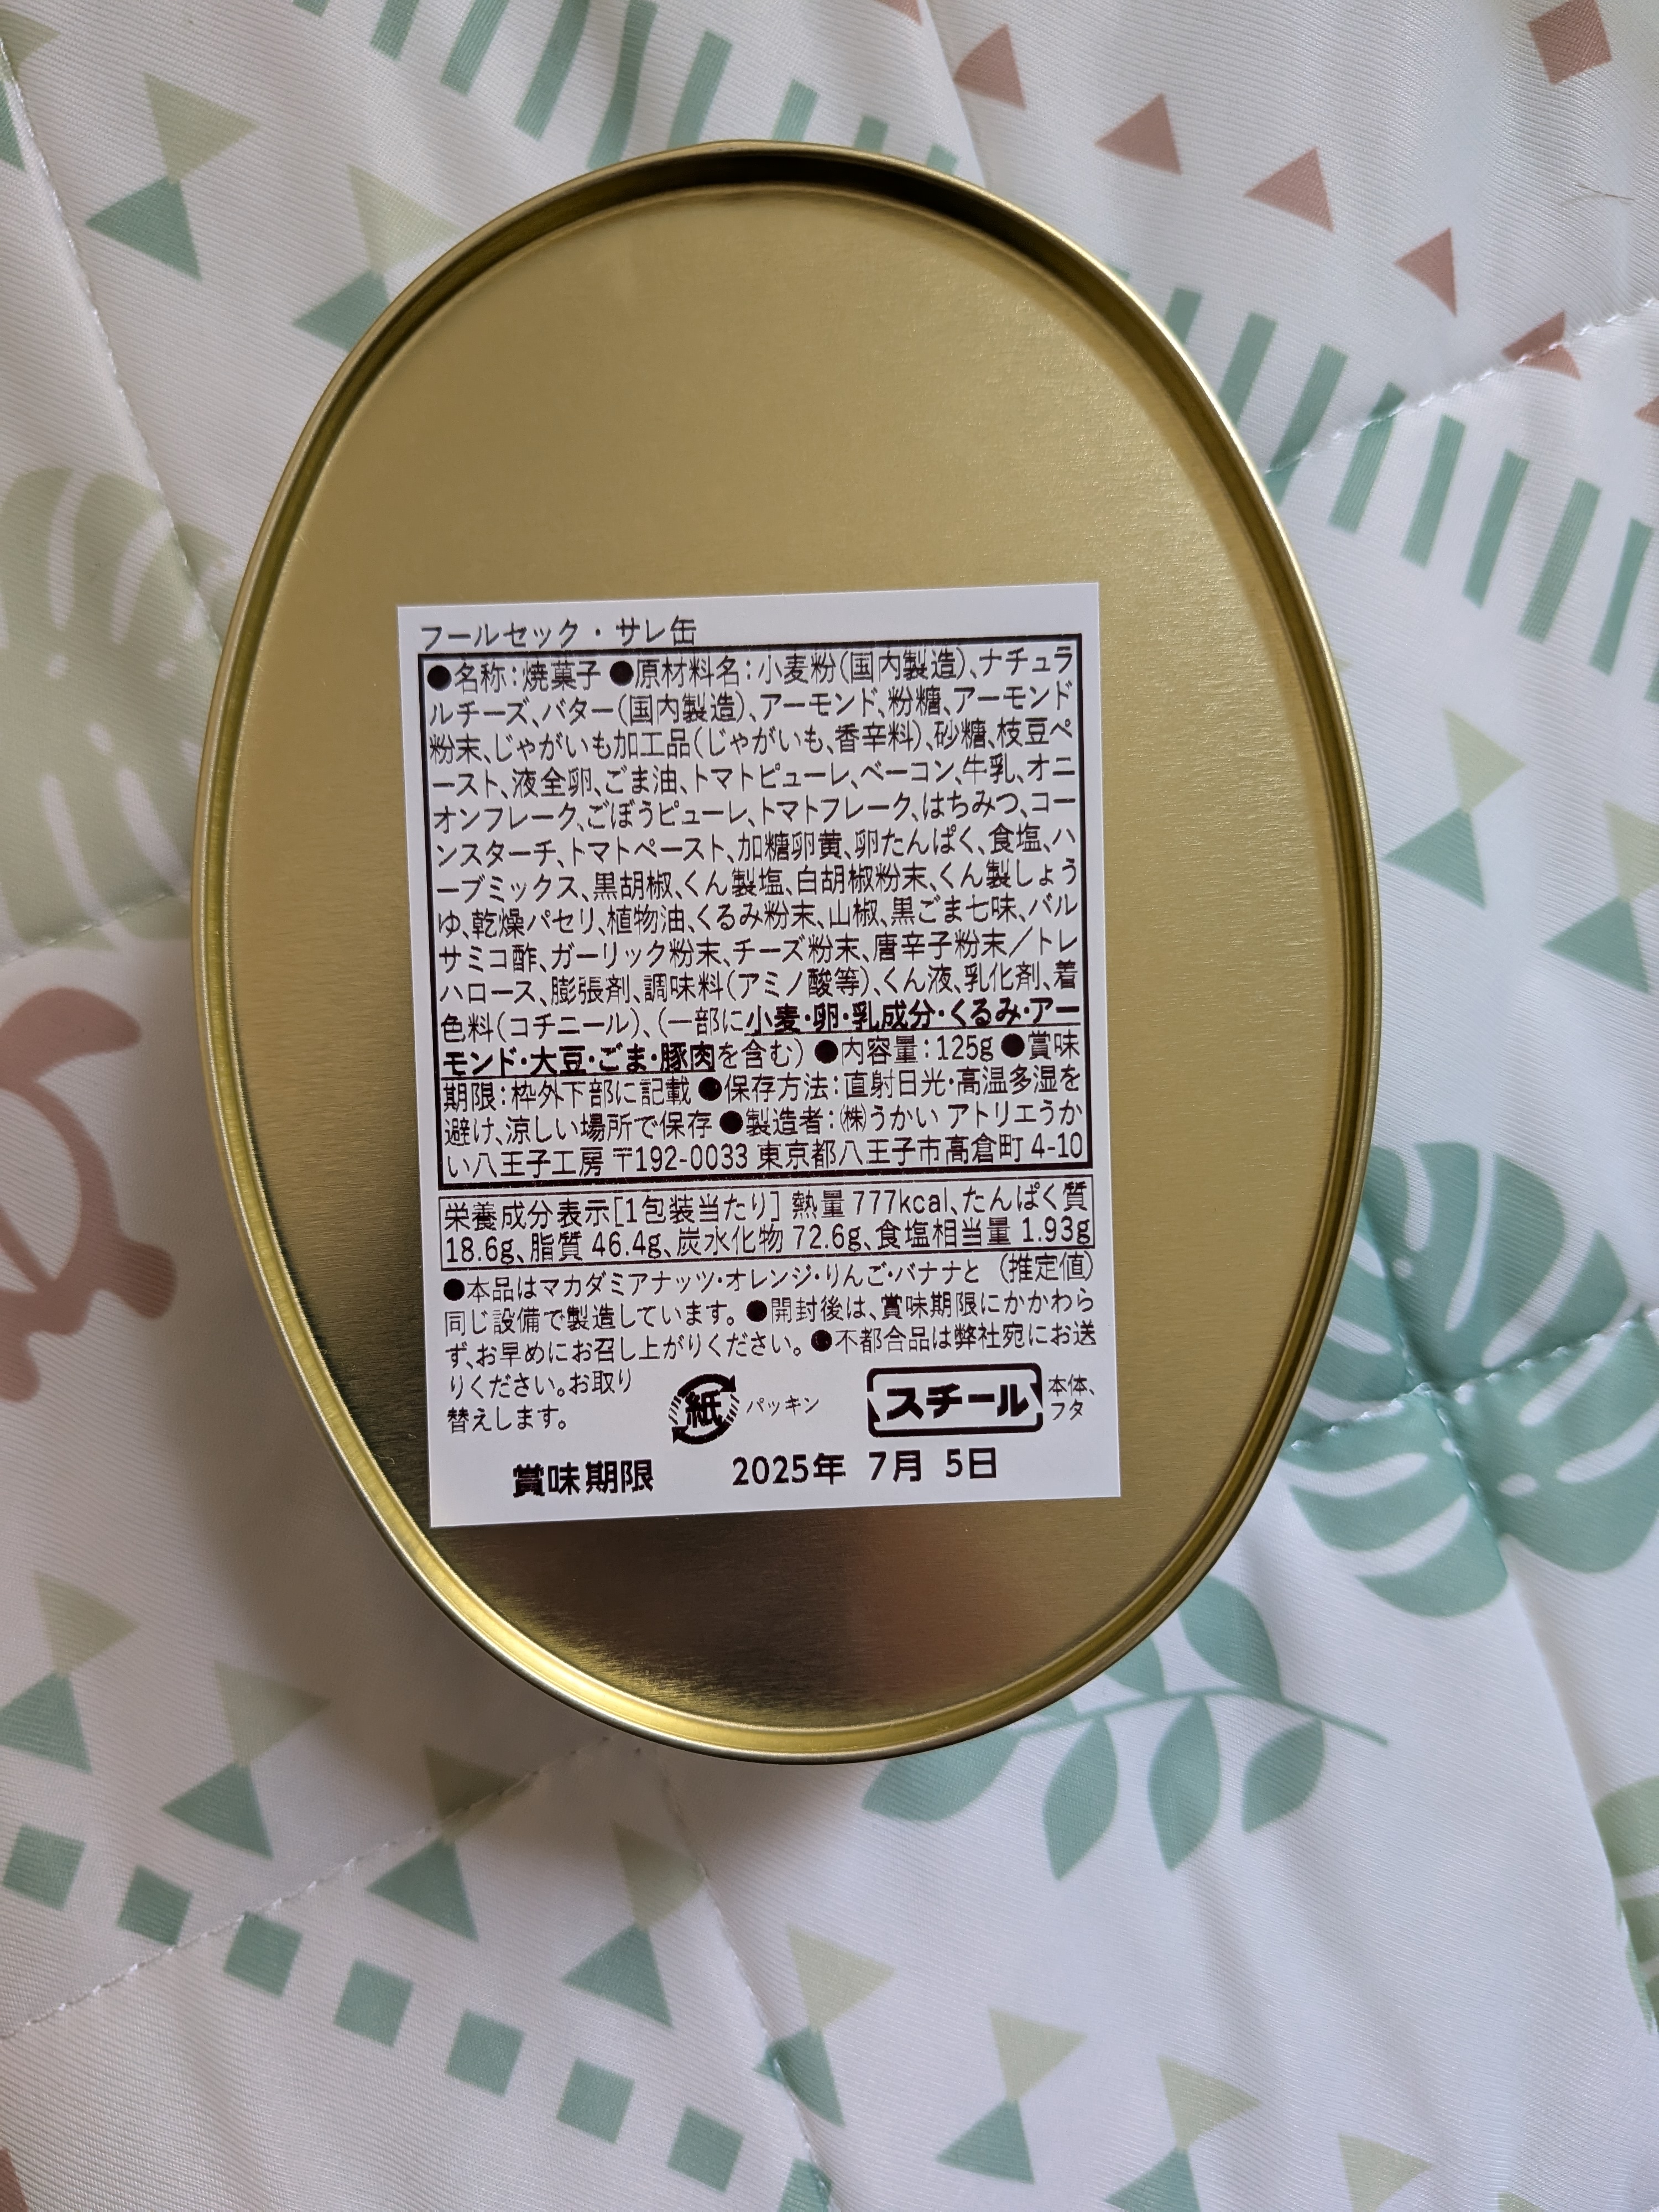 フールセック・サレ缶
●名称：焼菓子 ●原材料名：小麦粉（国内製造）、ナチュラ
ルチーズ、バター（国内製造）、アーモンド、粉糖、アーモンド
粉末、じゃがいも加工品（じゃがいも、香辛料）、砂糖、枝豆ペ
ースト、液全卵、ごま油、トマトピューレ、ベーコン、牛乳、オニ
オンフレーク、ごぼうピューレ、トマトフレーク、はちみつ、コー
ンスターチ、トマトペースト、加糖卵黄、卵たんぱく、食塩、ハ
ーブミックス、黒胡椒、くん製塩、白胡椒粉末、くん製しょう
ゆ、乾燥パセリ、植物油、くるみ粉末、山椒、黒ごま七味、バル
サミコ酢、ガーリック粉末、チーズ粉末、唐辛子粉末／トレ
ハロース、膨張剤、調味料（アミノ酸等）、くん液、乳化剤、着
色料（コチニール）、（一部に小麦・卵・乳成分・くるみ・アー
モンド・大豆・ごま・豚肉を含む） ●内容量：125g ●賞味
期限：枠外下部に記載 ●保存方法：直射日光・高温多湿を
避け、涼しい場所で保存 ●製造者：㈱うかい アトリエうか
い八王子工房 〒192-0033 東京都八王子市高倉町 4-10
栄養成分表示［1包装当たり］ 熱量 777kcal、たんぱく質
18.6g、脂質 46.4g、炭水化物 72.6g、食塩相当量 1.93g
（推定値）
●本品はマカダミアナッツ・オレンジ・りんご・バナナと
同じ設備で製造しています。 ●開封後は、賞味期限にかかわら
ず、お早めにお召し上がりください。 ●不都合品は弊社宛にお送
りください。お取り
替えします。
紙 パッキン
スチール 本体、
フタ
賞味期限 2025年 7月 5日